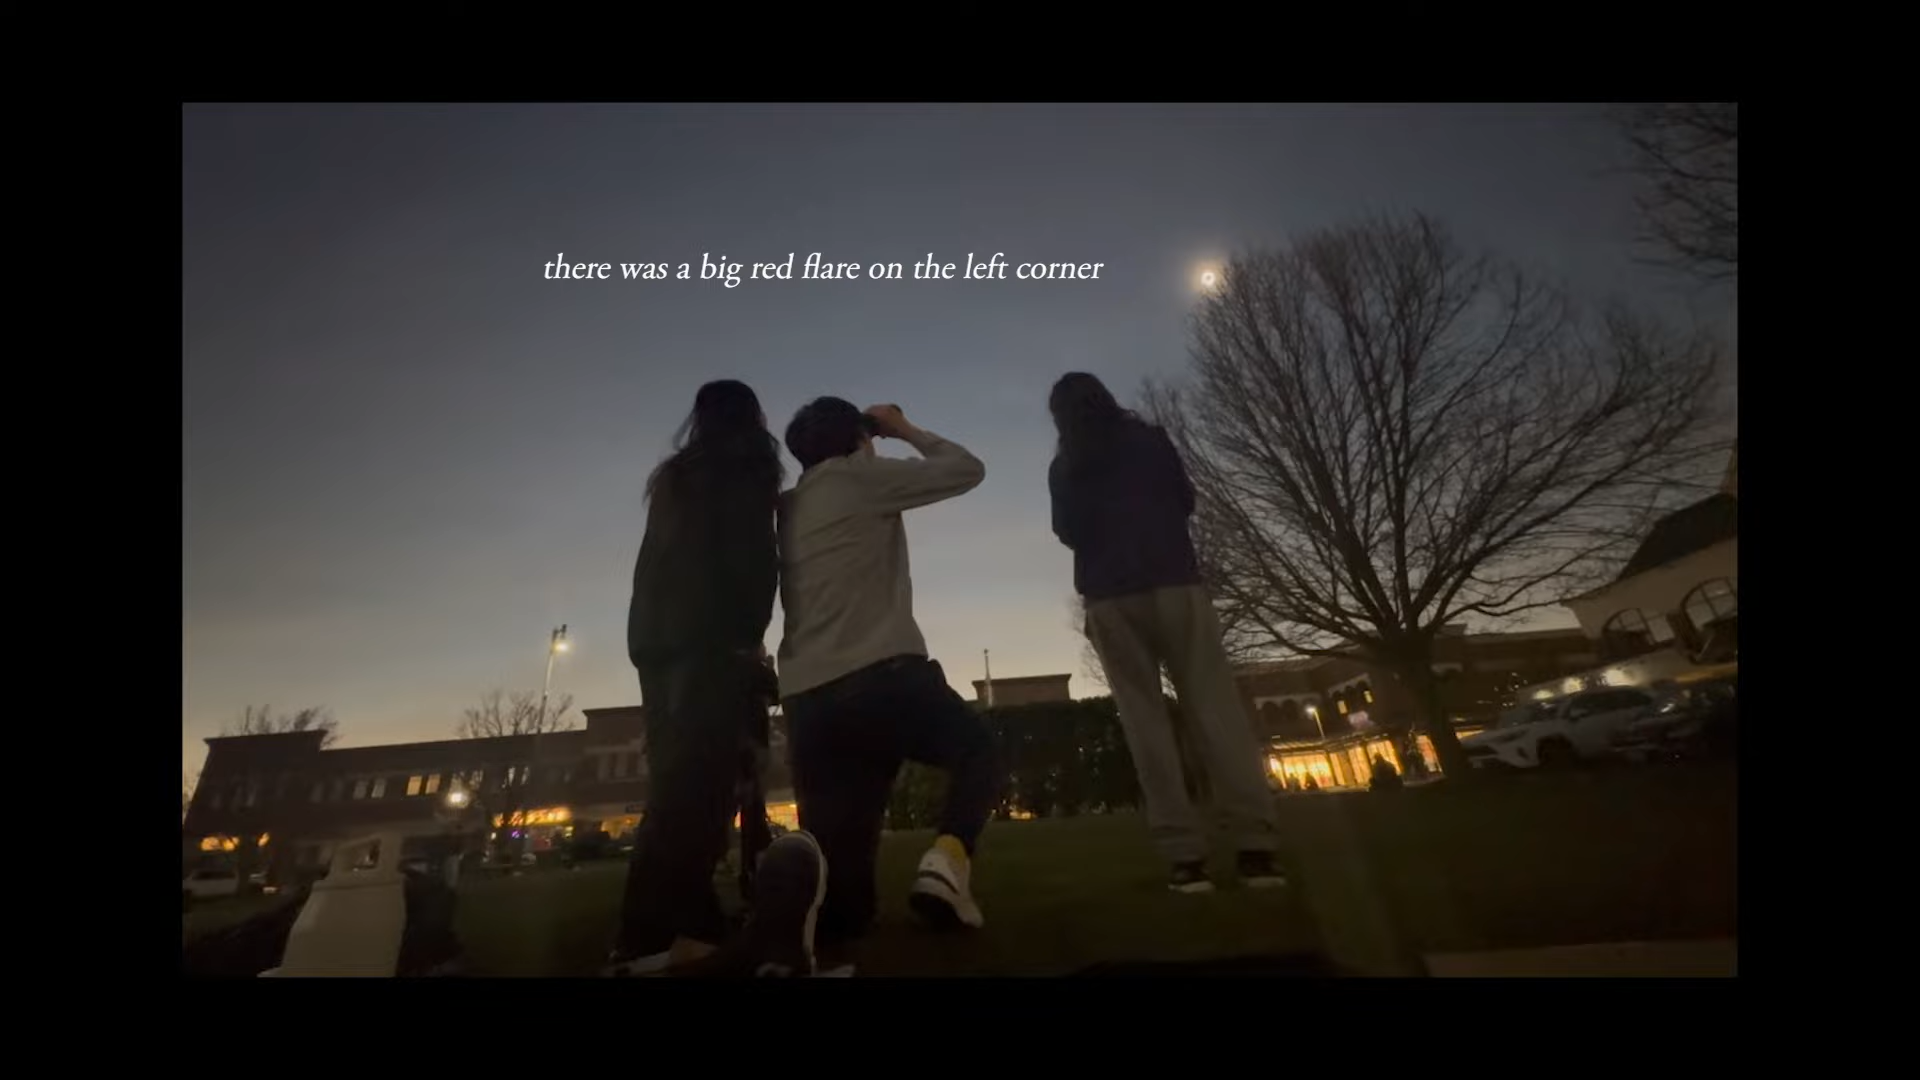 there was a big red flare on the left corner